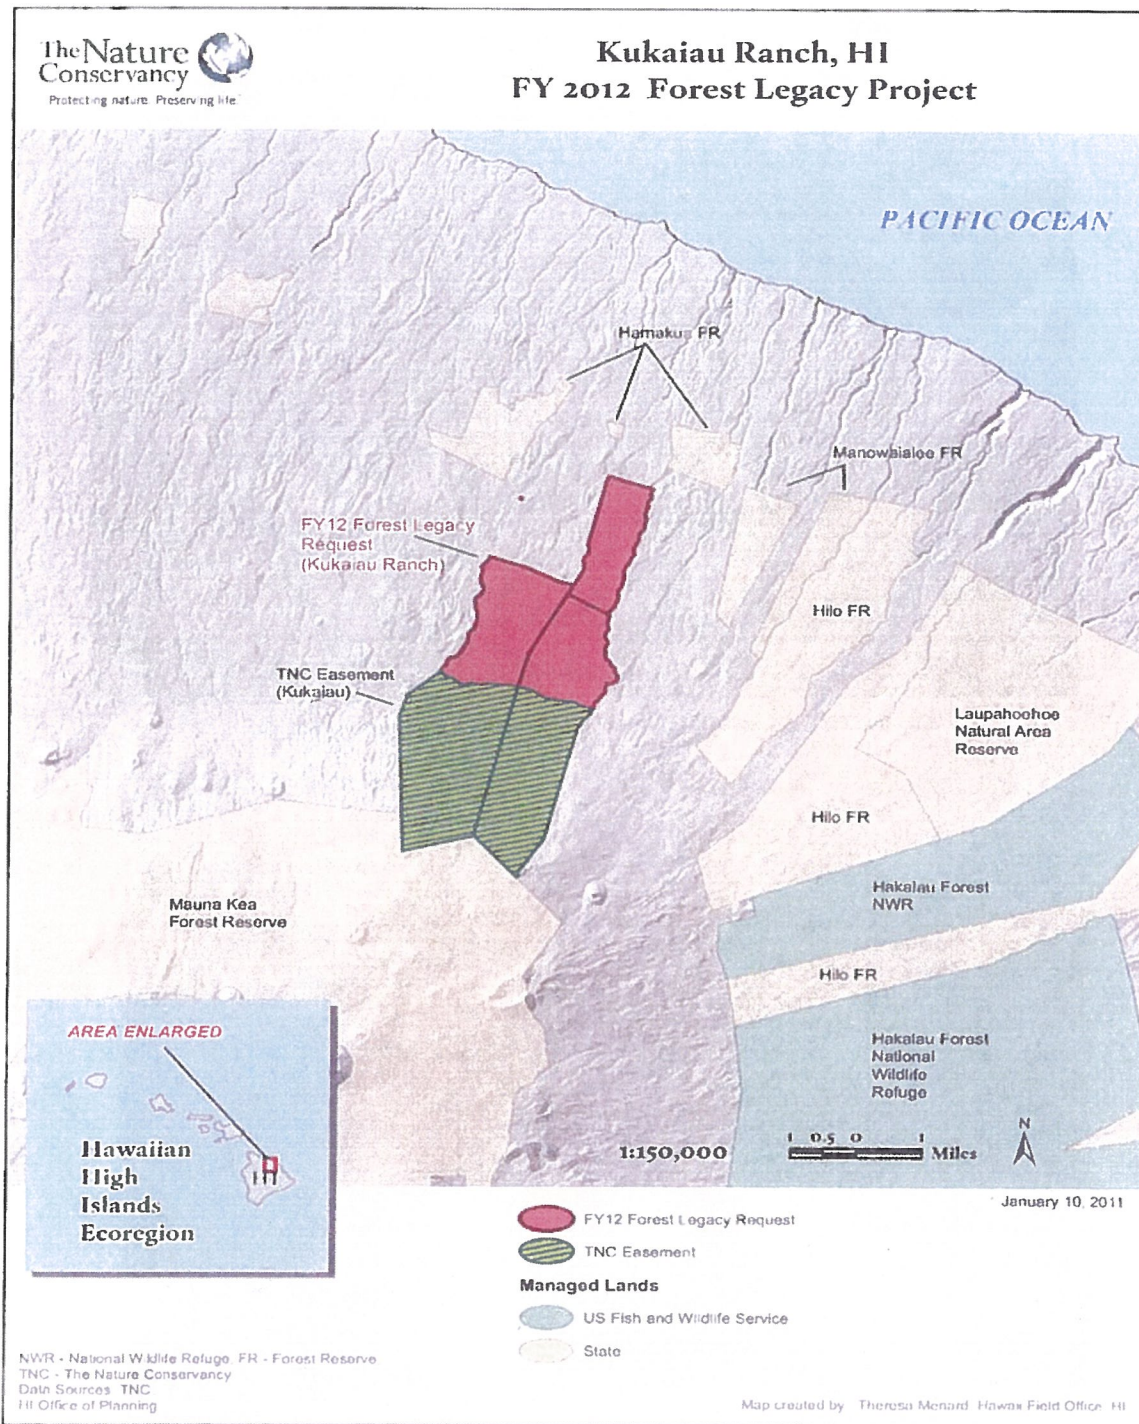 The Nature
Conservancy
Protecting nature. Preserving life.
Kukaiau Ranch, HI
FY 2012 Forest Legacy Project
PACIFIC OCEAN
Hamakua FR
Manowaialee FR
FY12 Forest Legacy
Request
(Kukaiau Ranch)
Hilo FR
TNC Easement
(Kukaiau)
Laupahoehoe
Natural Area
Reserve
Hilo FR
Hakalau Forest
NWR
Mauna Kea
Forest Reserve
Hilo FR
AREA ENLARGED
Hakalau Forest
National
Wildlife
Refuge
Hawaiian
High
Islands
Ecoregion
HI
1:150,000
1 0.5 0 1
Miles
N
January 10, 2011
FY12 Forest Legacy Request
TNC Easement
Managed Lands
US Fish and Wildlife Service
State
NWR - National Wildlife Refuge, FR - Forest Reserve
TNC - The Nature Conservancy
Data Sources TNC
HI Office of Planning
Map created by Theresa Menard Hawaii Field Office HI